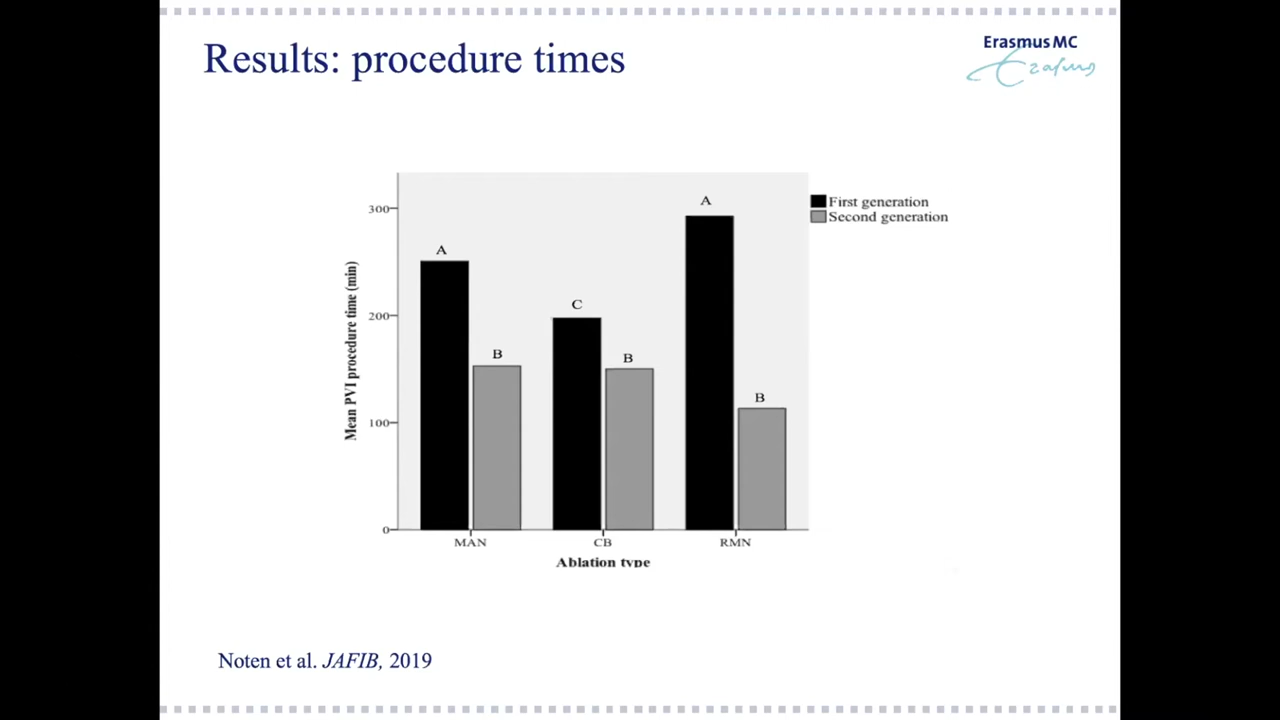 Results: procedure times
Erasmus MC
Erasmus
First generation
Second generation
Mean PVI procedure time (min)
300
200
100
0
A
B
C
B
A
B
MAN
CB
RMN
Ablation type
Noten et al. JAFIB, 2019